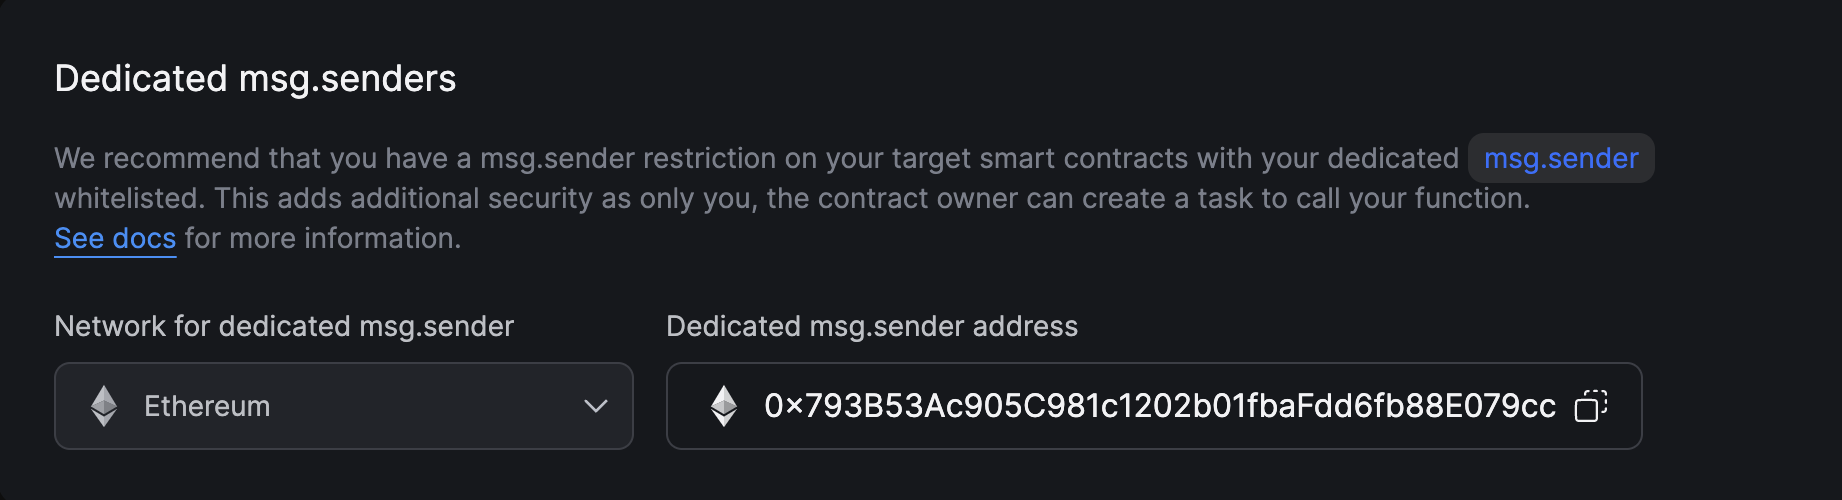 Dedicated msg.senders
We recommend that you have a msg.sender restriction on your target smart contracts with your dedicated msg.sender
whitelisted. This adds additional security as only you, the contract owner can create a task to call your function.
See docs for more information.
Network for dedicated msg.sender
Dedicated msg.sender address
Ethereum
0x793B53Ac905C981c1202b01fbaFdd6fb88E079cc